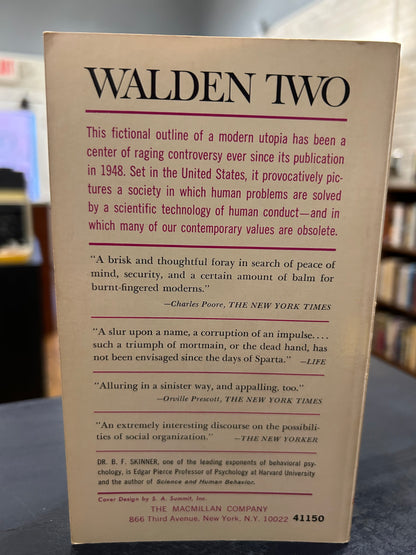 WALDEN TWO
This fictional outline of a modern utopia has been a
center of raging controversy ever since its publication
in 1948. Set in the United States, it provocatively pic-
tures a society in which human problems are solved
by a scientific technology of human conduct—and in
which many of our contemporary values are obsolete.
"A brisk and thoughtful foray in search of peace of
mind, security, and a certain amount of balm for
burnt-fingered moderns."
—Charles Poore, THE NEW YORK TIMES
"A slur upon a name, a corruption of an impulse....
such a triumph of mortmain, or the dead hand, has
not been envisaged since the days of Sparta." —LIFE
"Alluring in a sinister way, and appalling, too."
—Orville Prescott, THE NEW YORK TIMES
"An extremely interesting discourse on the possibili-
ties of social organization." —THE NEW YORKER
DR. B. F. SKINNER, one of the leading exponents of behavioral psy-
chology, is Edgar Pierce Professor of Psychology at Harvard University
and the author of Science and Human Behavior.
Cover Design by S. A. Summit, Inc.
THE MACMILLAN COMPANY
866 Third Avenue, New York, N.Y. 10022 41150